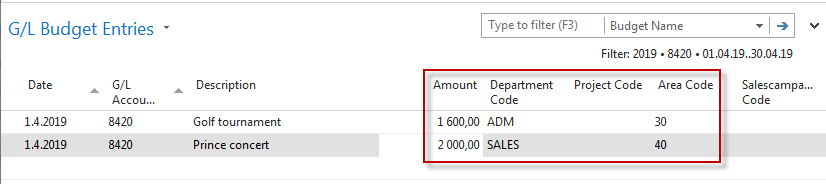 G/L Budget Entries
Type to filter (F3) Budget Name
Filter: 2019 • 8420 • 01.04.19..30.04.19
Date G/L Accou... Description Amount Department Code Project Code Area Code Salescampa... Code
1.4.2019 8420 Golf tournament 1 600,00 ADM 30
1.4.2019 8420 Prince concert 2 000,00 SALES 40